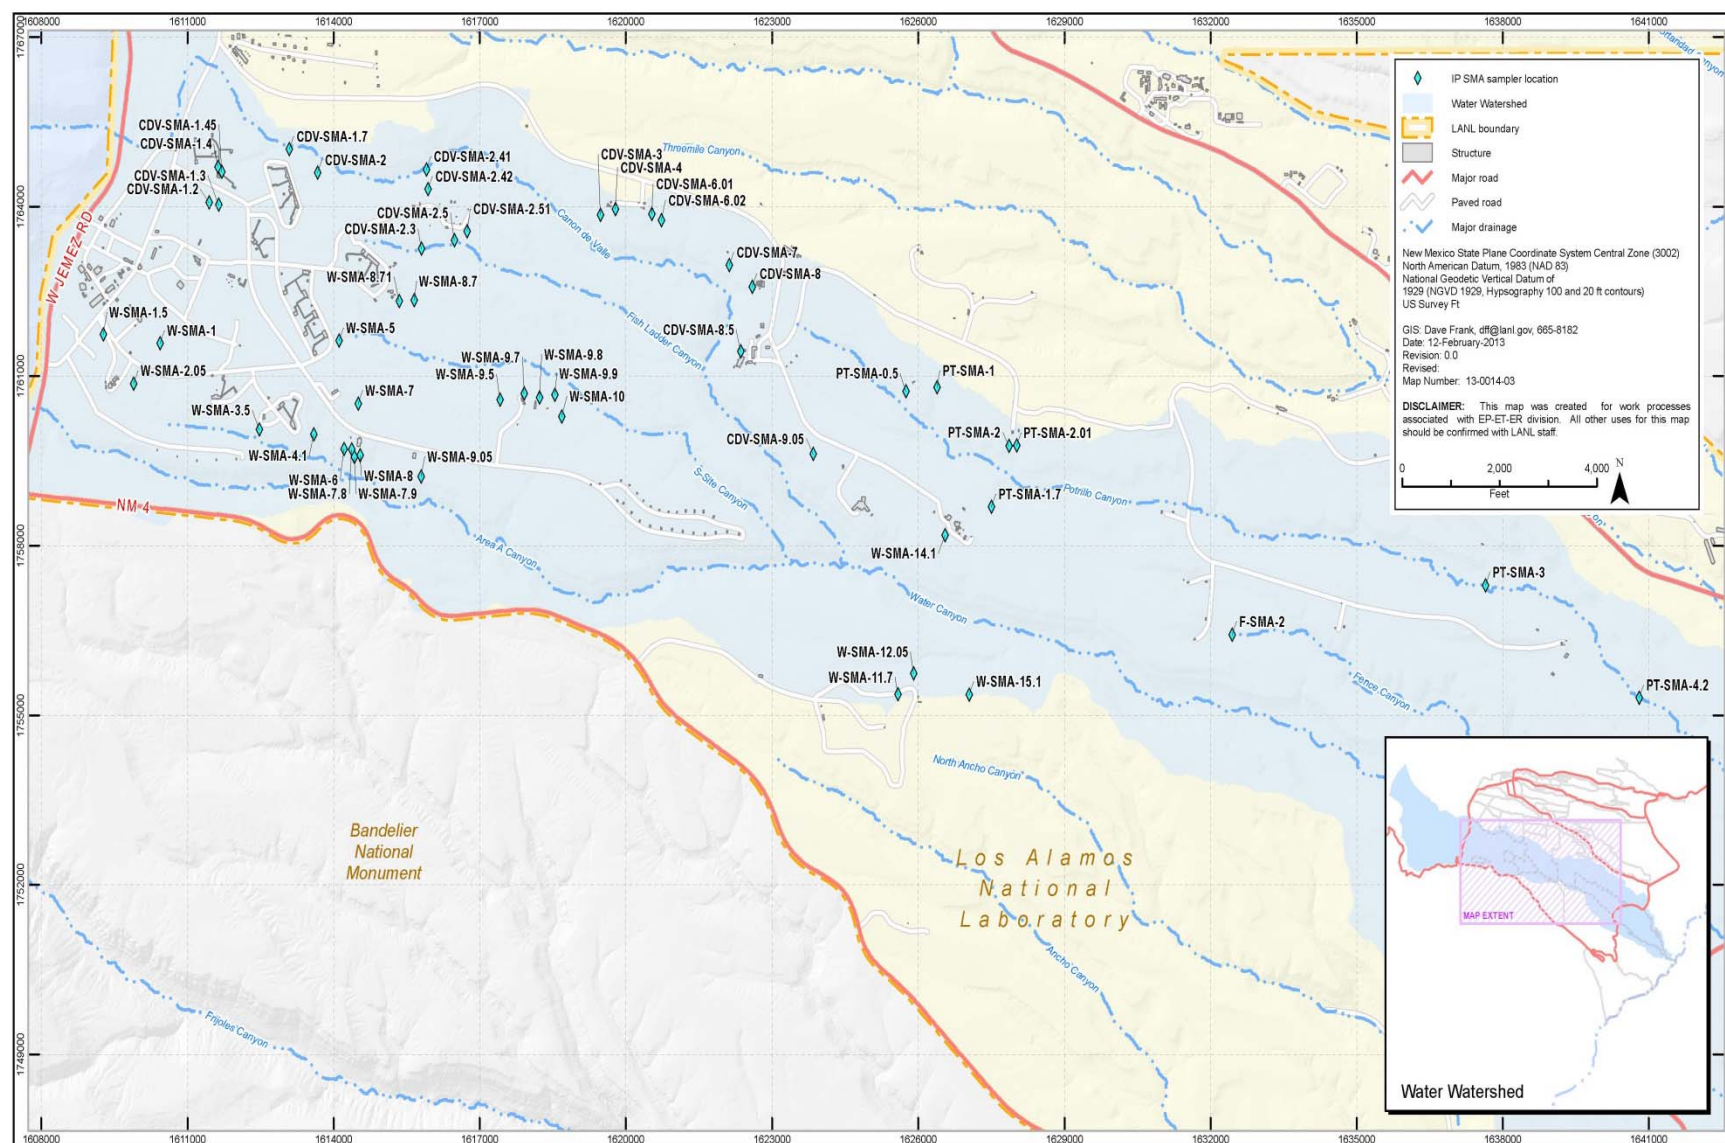 1608000
1611000
1614000
1617000
1620000
1623000
1626000
1629000
1632000
1635000
1638000
1641000
1767000
1764000
1761000
1758000
1755000
1752000
1749000
CDV-SMA-1.45
CDV-SMA-1.4
CDV-SMA-1.3
CDV-SMA-1.2
CDV-SMA-1.7
CDV-SMA-2
CDV-SMA-2.41
CDV-SMA-2.42
CDV-SMA-2.5
CDV-SMA-2.51
CDV-SMA-2.3
CDV-SMA-3
CDV-SMA-4
CDV-SMA-6.01
CDV-SMA-6.02
CDV-SMA-7
CDV-SMA-8
CDV-SMA-8.5
CDV-SMA-9.05
Threemile Canyon
Canon de Valle
Fish Ladder Canyon
S-Site Canyon
W JEMEZ RD
W-SMA-8.71
W-SMA-8.7
W-SMA-1.5
W-SMA-1
W-SMA-2.05
W-SMA-5
W-SMA-7
W-SMA-3.5
W-SMA-4.1
W-SMA-6
W-SMA-7.8
W-SMA-8
W-SMA-7.9
W-SMA-9.05
W-SMA-9.7
W-SMA-9.8
W-SMA-9.5
W-SMA-9.9
W-SMA-10
PT-SMA-0.5
PT-SMA-1
PT-SMA-2
PT-SMA-2.01
PT-SMA-1.7
W-SMA-14.1
Potrillo Canyon
NM 4
Area A Canyon
Water Canyon
PT-SMA-3
F-SMA-2
Fence Canyon
PT-SMA-4.2
W-SMA-12.05
W-SMA-11.7
W-SMA-15.1
North Ancho Canyon
Ancho Canyon
Bandelier
National
Monument
Los Alamos
National
Laboratory
Frijoles Canyon
IP SMA sampler location
Water Watershed
LANL boundary
Structure
Major road
Paved road
Major drainage
New Mexico State Plane Coordinate System Central Zone (3002)
North American Datum, 1983 (NAD 83)
National Geodetic Vertical Datum of
1929 (NGVD 1929, Hypsography 100 and 20 ft contours)
US Survey Ft
GIS: Dave Frank, dff@lanl.gov, 665-8182
Date: 12-February-2013
Revision: 0.0
Revised:
Map Number: 13-0014-03
DISCLAIMER: This map was created for work processes
associated with EP-ET-ER division. All other uses for this map
should be confirmed with LANL staff.
0 2,000 4,000
Feet
N
MAP EXTENT
Water Watershed
1608000
1611000
1614000
1617000
1620000
1623000
1626000
1629000
1632000
1635000
1638000
1641000